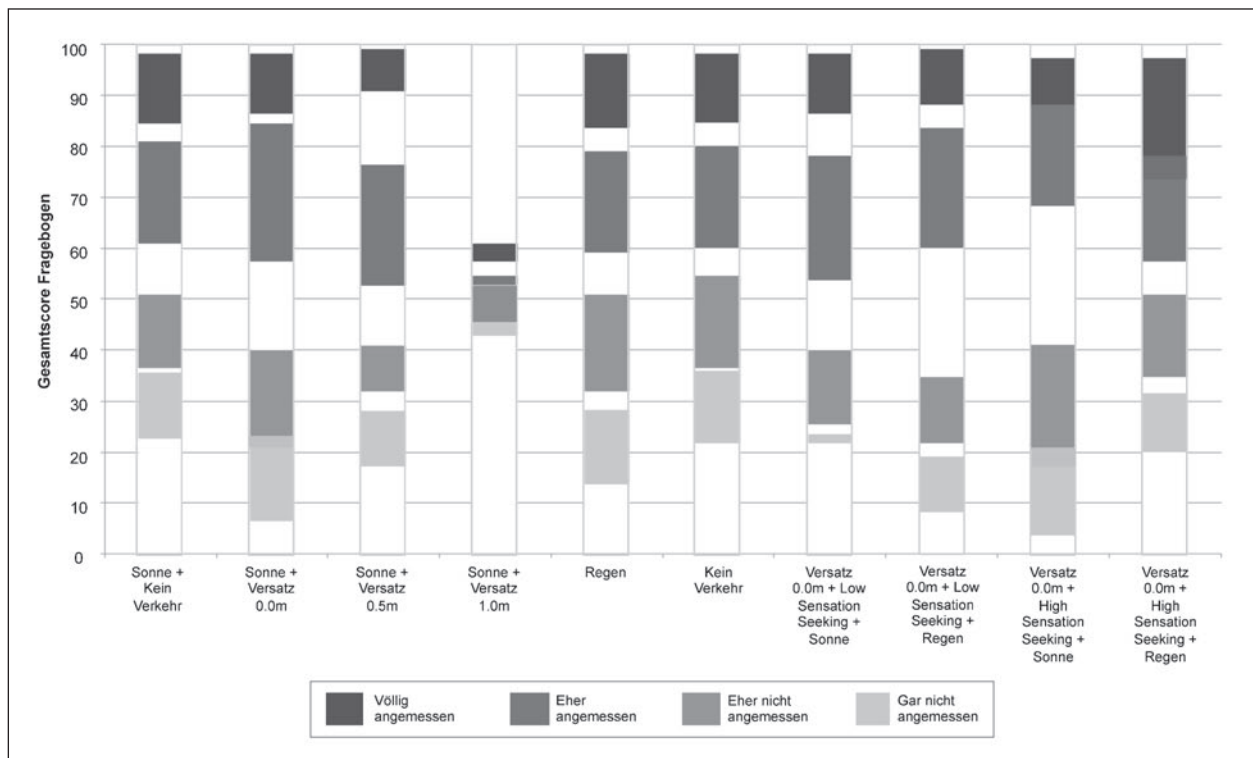 Gesamtscore Fragebogen
100
90
80
70
60
50
40
30
20
10
0
Sonne +
Kein
Verkehr
Sonne +
Versatz
0.0m
Sonne +
Versatz
0.5m
Sonne +
Versatz
1.0m
Regen
Kein
Verkehr
Versatz
0.0m + Low
Sensation
Seeking +
Sonne
Versatz
0.0m + Low
Sensation
Seeking +
Regen
Versatz
0.0m +
High
Sensation
Seeking +
Sonne
Versatz
0.0m +
High
Sensation
Seeking +
Regen
Völlig
angemessen
Eher
angemessen
Eher nicht
angemessen
Gar nicht
angemessen